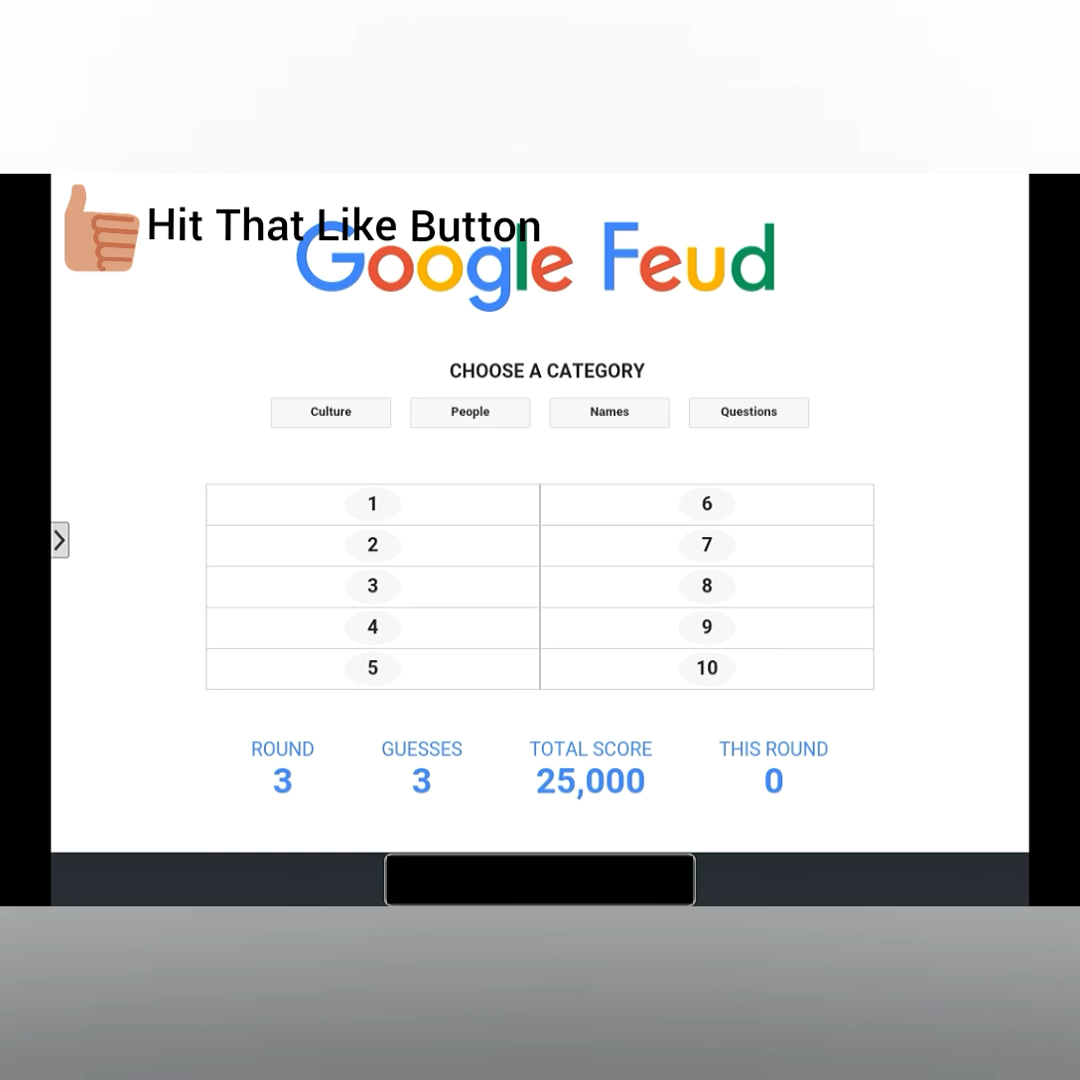 Hit That Like Button
Google Feud
CHOOSE A CATEGORY
Culture People Names Questions
1 6
2 7
3 8
4 9
5 10
ROUND GUESSES TOTAL SCORE THIS ROUND
3 3 25,000 0